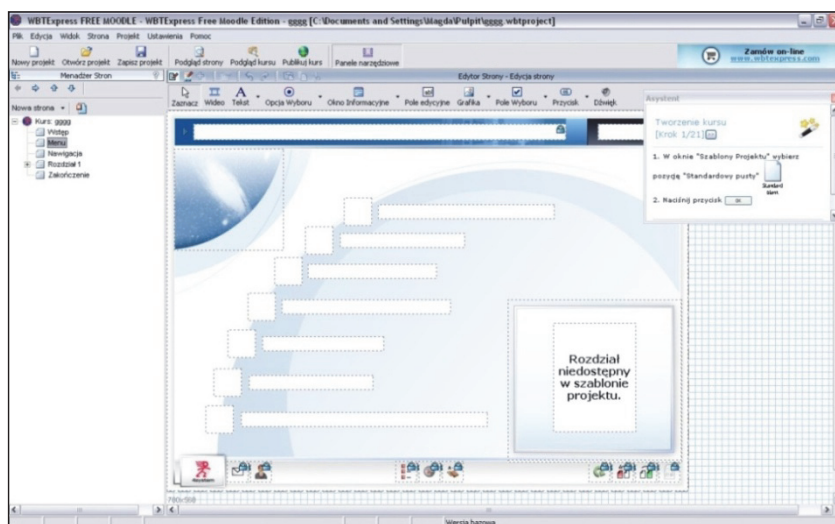 WBTExpress FREE MOODLE - WBTExpress Free Moodle Edition - gggg [C:\Documents and Settings\Magda\Pulpit\gggg.wbtproject]
Plik Edycja Widok Strona Projekt Ustawienia Pomoc
Nowy projekt Otwórz projekt Zapisz projekt Podgląd strony Podgląd kursu Publikuj kurs Panele narzędziowe
Zamów on-line
www.wbtexpress.com
Menadżer Stron
Edytor Strony - Edycja strony
Zaznacz Wideo Tekst Opcja Wyboru Okno Informacyjne Pole edycyjne Grafika Pole Wyboru Przycisk Dźwięk
Nowa strona
Kurs: gggg
Wstęp
Menu
Nawigacja
Rozdział 1
Zakończenie
Asystent
Tworzenie kursu
[Krok 1/21]
1. W oknie "Szablony Projektu" wybierz
pozycję "Standardowy pusty"
2. Naciśnij przycisk
Rozdział
niedostępny
w szablonie
projektu.
Wersja bazowa